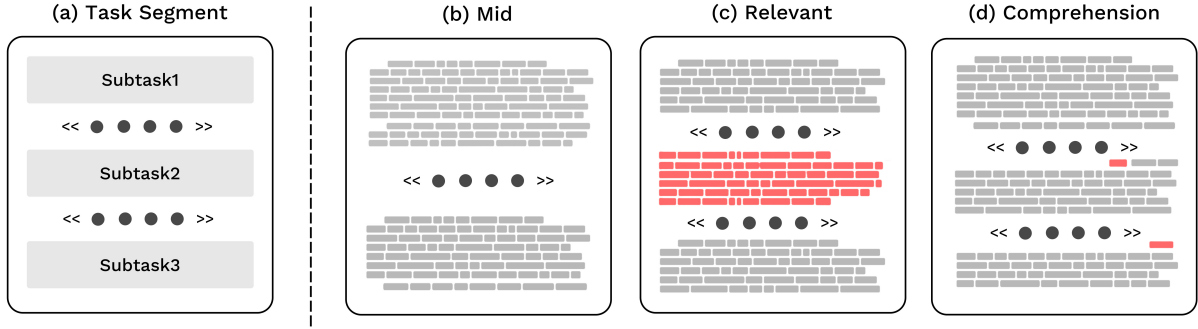 (a) Task Segment
Subtask1
<< ●●●● >>
Subtask2
<< ●●●● >>
Subtask3
(b) Mid
<< ●●●● >>
(c) Relevant
<< ●●●● >>
<< ●●●● >>
(d) Comprehension
<< ●●●● >>
<< ●●●● >>